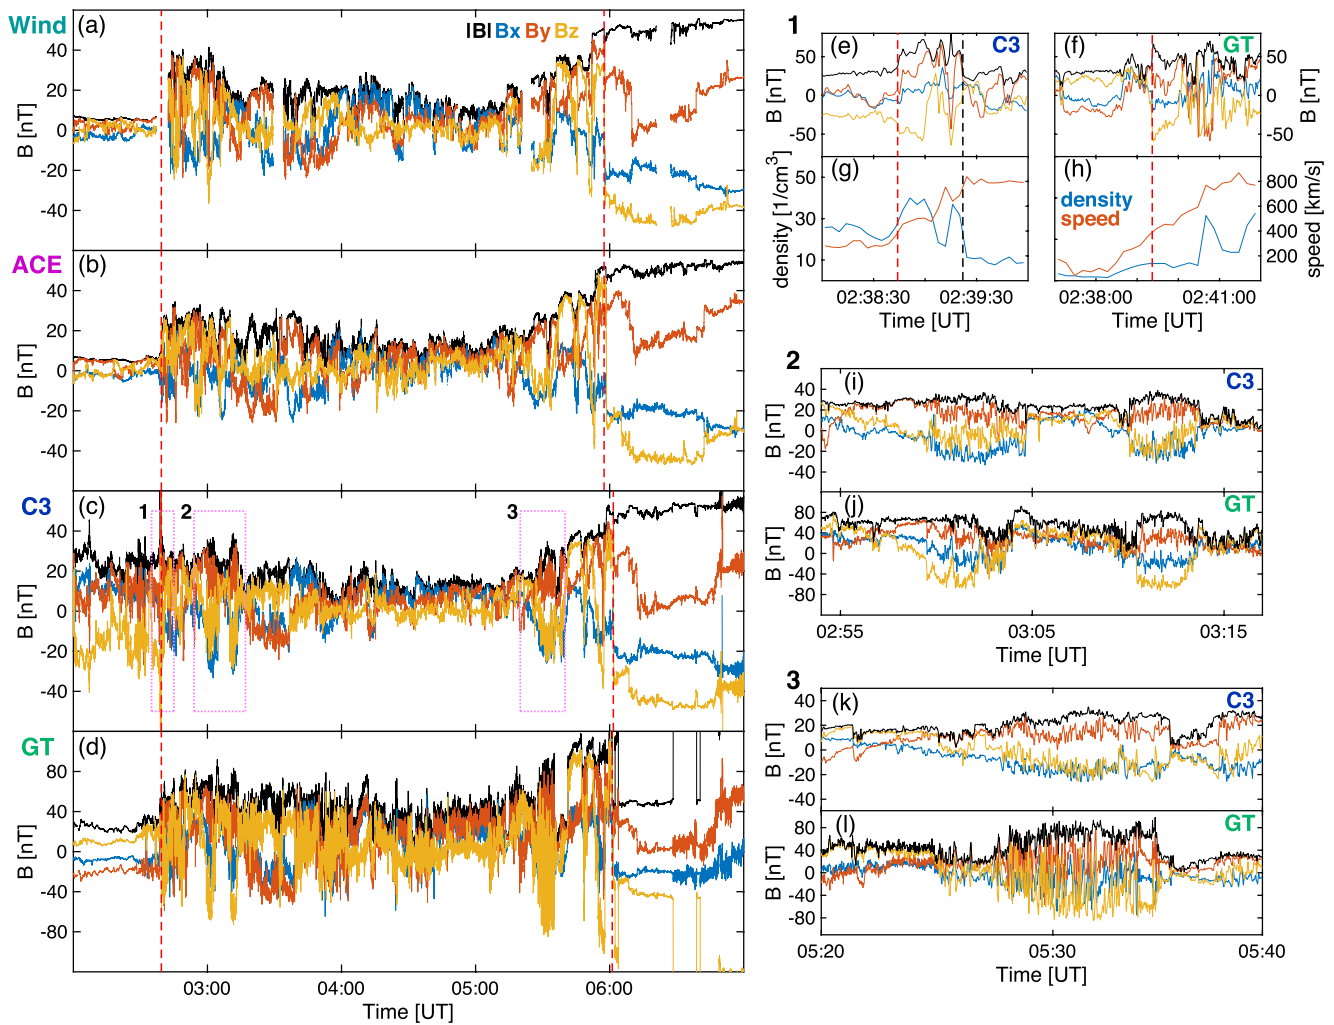 Wind
(a)
|B| Bx By Bz
B [nT]
40
20
0
-20
-40
ACE
(b)
B [nT]
40
20
0
-20
-40
C3
(c)
1
2
3
B [nT]
40
20
0
-20
-40
GT
(d)
B [nT]
80
40
0
-40
-80
03:00
04:00
05:00
06:00
Time [UT]
1
(e)
C3
B [nT]
50
0
-50
(f)
GT
50
0
-50
B [nT]
(g)
density [1/cm³]
50
30
10
02:38:30
02:39:30
Time [UT]
(h)
density
speed
800
600
400
200
speed [km/s]
02:38:00
02:41:00
Time [UT]
2
(i)
C3
B [nT]
40
20
0
-20
-40
(j)
GT
B [nT]
80
40
0
-40
-80
02:55
03:05
03:15
Time [UT]
3
(k)
C3
B [nT]
40
20
0
-20
-40
(l)
GT
B [nT]
80
40
0
-40
-80
05:20
05:30
05:40
Time [UT]